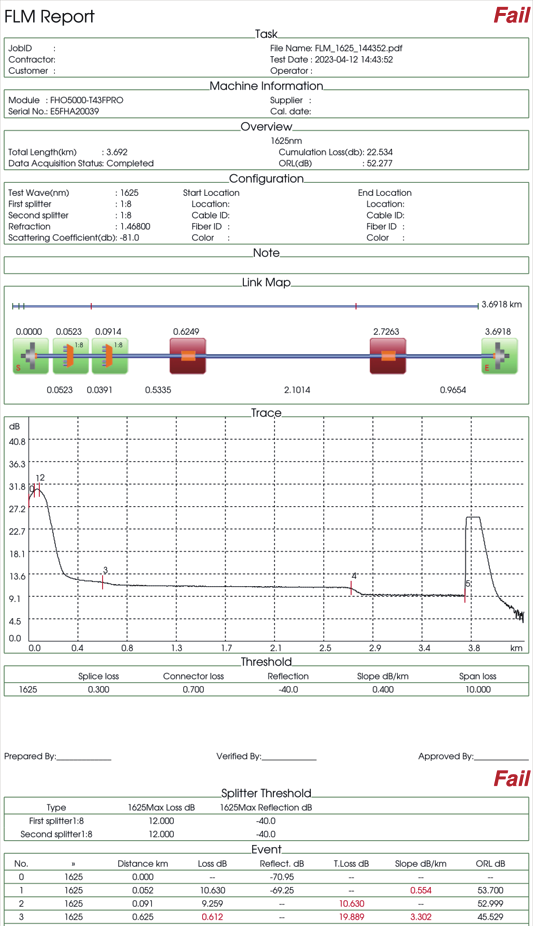 FLM Report
Fail
Task
JobID :
File Name: FLM_1625_144352.pdf
Contractor:
Test Date : 2023-04-12 14:43:52
Customer :
Operator :
Machine Information
Module : FHO5000-T43FPRO
Supplier :
Serial No.: E5FHA20039
Cal. date:
Overview
1625nm
Total Length(km) : 3.692
Cumulation Loss(db): 22.534
Data Acquisition Status: Completed
ORL(dB) : 52.277
Configuration
Test Wave(nm) : 1625
Start Location
End Location
First splitter : 1:8
Location:
Location:
Second splitter : 1:8
Cable ID:
Cable ID:
Refraction : 1.46800
Fiber ID :
Fiber ID :
Scattering Coefficient(db): -81.0
Color :
Color :
Note
Link Map
3.6918 km
0.0000 0.0523 0.0914 0.6249 2.7263 3.6918
1:8 1:8
S E
0.0523 0.0391 0.5335 2.1014 0.9654
Trace
dB
40.8
36.3
31.8
27.2
22.7
18.1
13.6
9.1
4.5
0.0
0 1 2
3
4
5
0.0 0.4 0.8 1.3 1.7 2.1 2.5 2.9 3.4 3.8 km
Threshold
Splice loss Connector loss Reflection Slope dB/km Span loss
1625 0.300 0.700 -40.0 0.400 10.000
Prepared By:____________ Verified By:____________ Approved By:____________
Fail
Splitter Threshold
Type 1625Max Loss dB 1625Max Reflection dB
First splitter1:8 12.000 -40.0
Second splitter1:8 12.000 -40.0
Event
No. » Distance km Loss dB Reflect. dB T.Loss dB Slope dB/km ORL dB
0 1625 0.000 -- -70.95 -- -- --
1 1625 0.052 10.630 -69.25 -- 0.554 53.700
2 1625 0.091 9.259 -- 10.630 -- 52.999
3 1625 0.625 0.612 -- 19.889 3.302 45.529